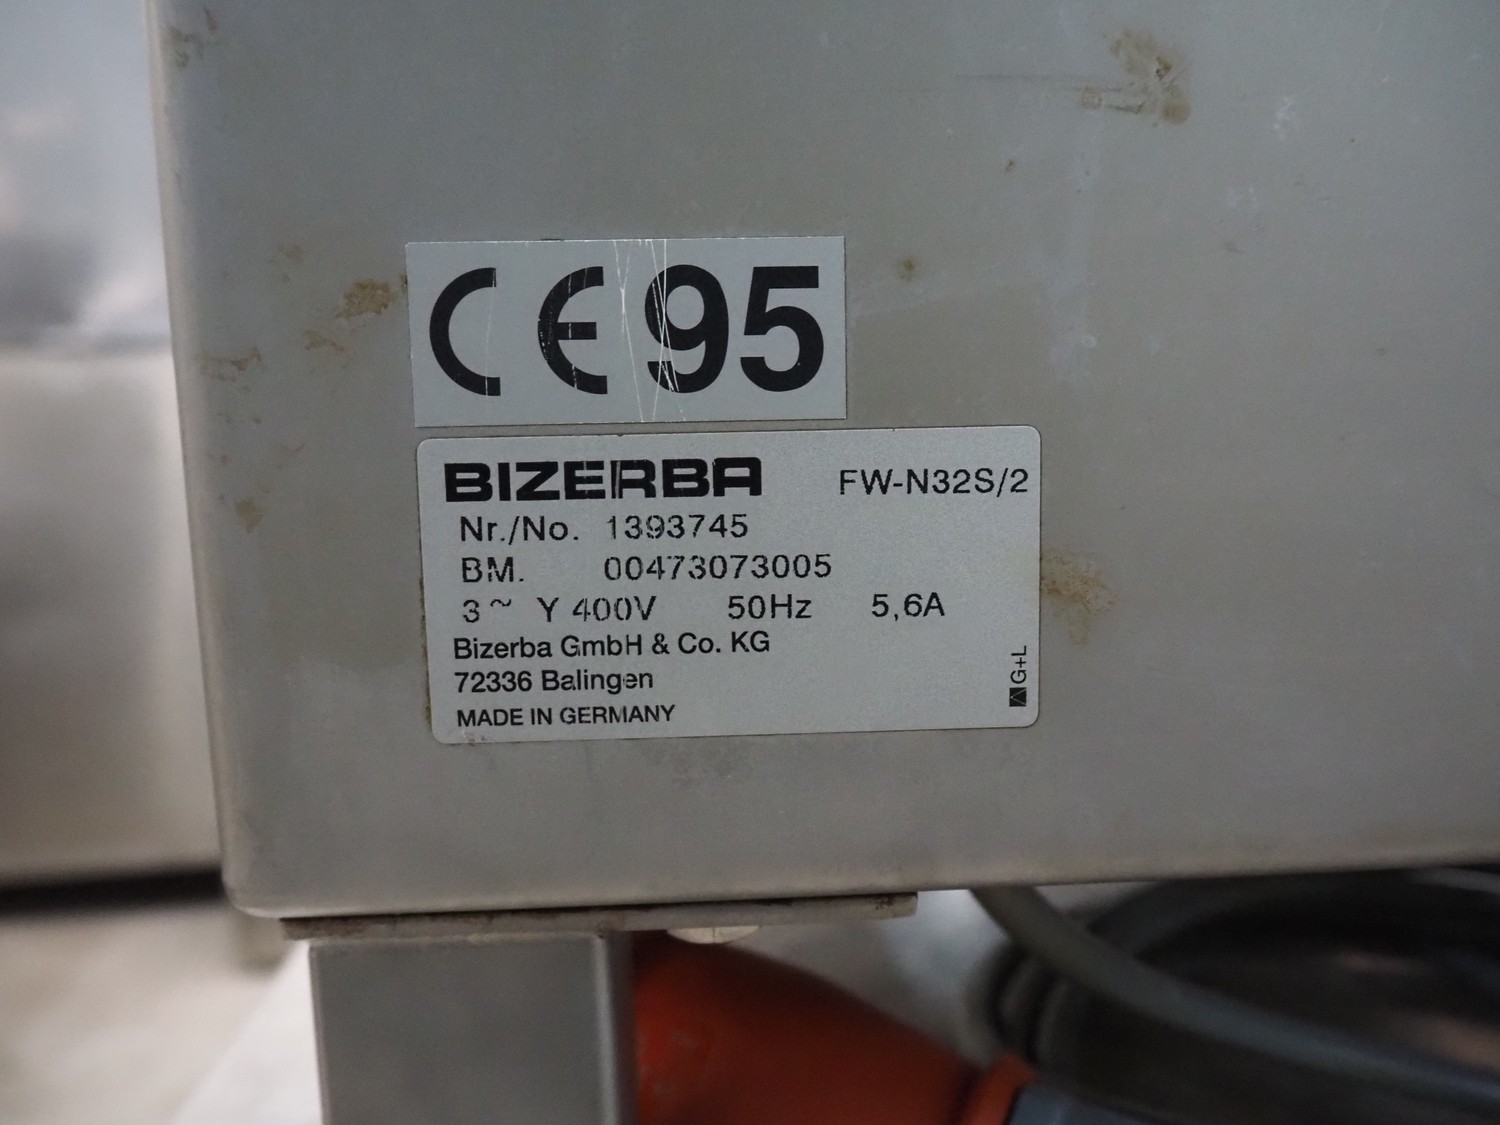 CE 95
BIZERBA FW-N32S/2
Nr./No. 1393745
BM. 00473073005
3~ Y 400V 50Hz 5,6A
Bizerba GmbH & Co. KG
72336 Balingen
MADE IN GERMANY
G+L